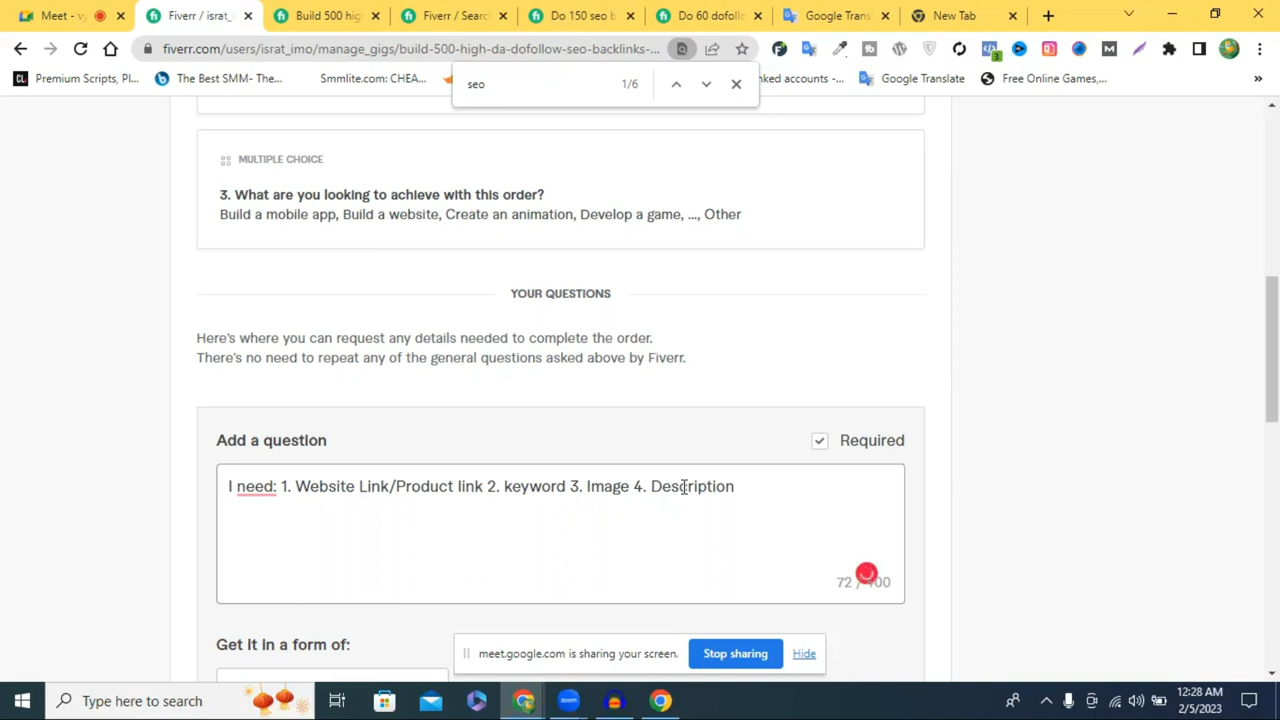 Meet - vy
Fiverr / israt_i
Build 500 hig
Fiverr / Searc
Do 150 seo b
Do 60 dofoll
Google Trans
New Tab
fiverr.com/users/israt_imo/manage_gigs/build-500-high-da-dofollow-seo-backlinks-...
3
CL
Premium Scripts, Pl...
The Best SMM- The...
Smmlite.com: CHEA...
nked accounts -...
Google Translate
Free Online Games,...
»
seo
1/6
MULTIPLE CHOICE
3. What are you looking to achieve with this order?
Build a mobile app, Build a website, Create an animation, Develop a game, ..., Other
YOUR QUESTIONS
Here's where you can request any details needed to complete the order.
There's no need to repeat any of the general questions asked above by Fiverr.
Add a question
Required
I need: 1. Website Link/Product link 2. keyword 3. Image 4. Description
72 / 400
Get it in a form of:
meet.google.com is sharing your screen.
Stop sharing
Hide
Type here to search
zoom
12:28 AM
2/5/2023